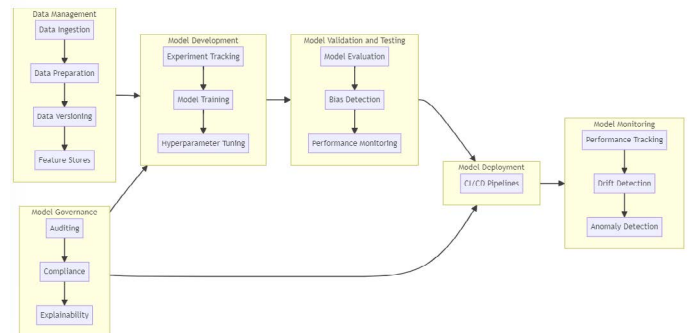 Data Management
Data Ingestion
Data Preparation
Data Versioning
Feature Stores
Model Development
Experiment Tracking
Model Training
Hyperparameter Tuning
Model Validation and Testing
Model Evaluation
Bias Detection
Performance Monitoring
Model Governance
Auditing
Compliance
Explainability
Model Deployment
CI/CD Pipelines
Model Monitoring
Performance Tracking
Drift Detection
Anomaly Detection